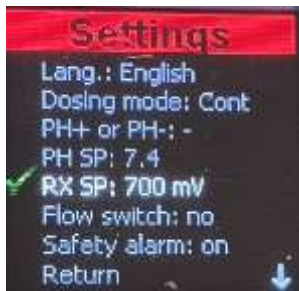 Settings
Lang.: English
Dosing mode: Cont
PH+ or PH-: -
PH SP: 7.4
RX SP: 700 mV
Flow switch: no
Safety alarm: on
Return